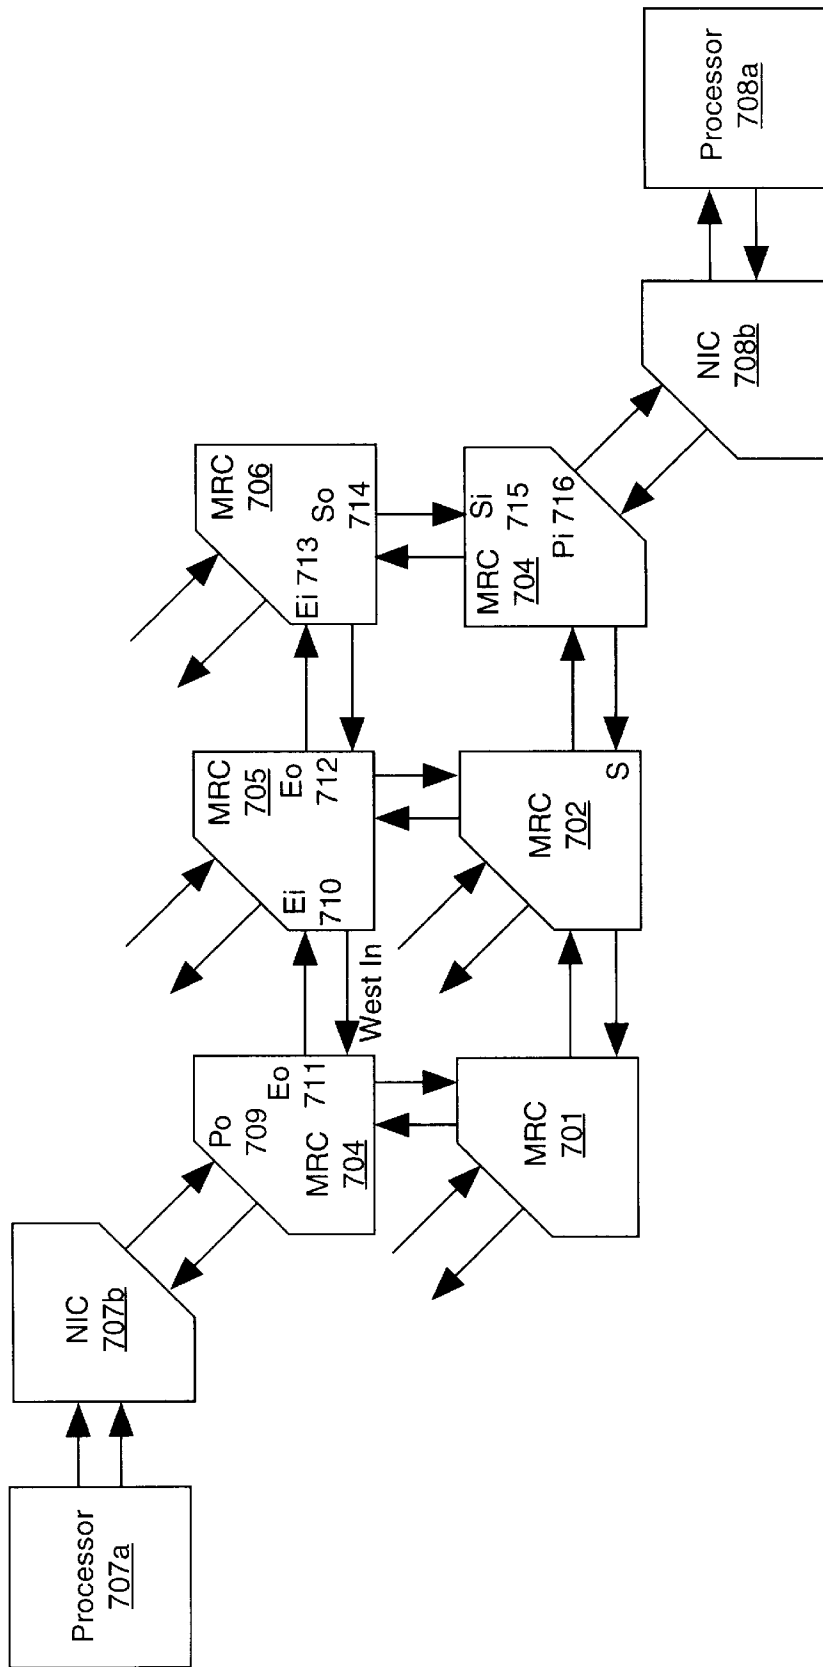 Processor
707a
NIC
707b
Po
709
Eo
711
MRC
704
West In
MRC
705
Eo
712
Ei
710
MRC
706
So
714
Ei 713
MRC
701
MRC
702
S
Si
715
MRC
704
Pi 716
NIC
708b
Processor
708a